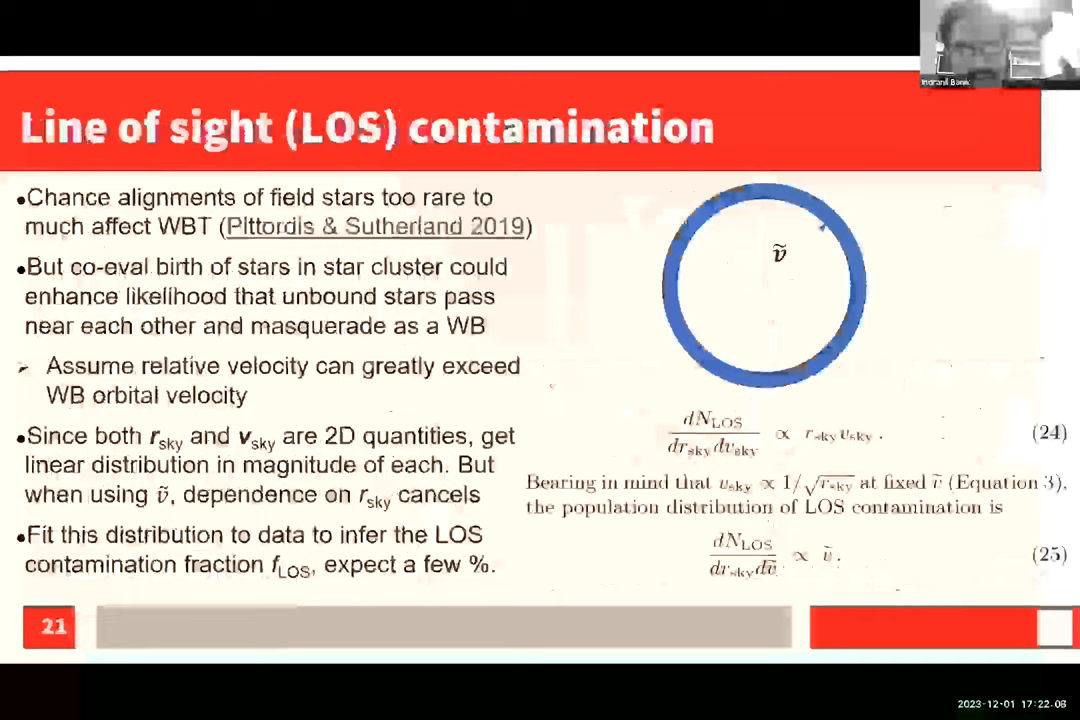 Indranil Banik
Line of sight (LOS) contamination
•Chance alignments of field stars too rare to
much affect WBT (Pittordis & Sutherland 2019)
•But co-eval birth of stars in star cluster could
enhance likelihood that unbound stars pass
near each other and masquerade as a WB
➢ Assume relative velocity can greatly exceed
WB orbital velocity
•Since both r_sky and v_sky are 2D quantities, get
linear distribution in magnitude of each. But
when using ṽ, dependence on r_sky cancels
•Fit this distribution to data to infer the LOS
contamination fraction f_LOS, expect a few %.
ṽ
dN_LOS / dr_sky dv_sky ∝ r_sky v_sky . (24)
Bearing in mind that v_sky ∝ 1/√r_sky at fixed ṽ (Equation 3),
the population distribution of LOS contamination is
dN_LOS / dr_sky dṽ ∝ ṽ. (25)
21
2023-12-01 17:22:08